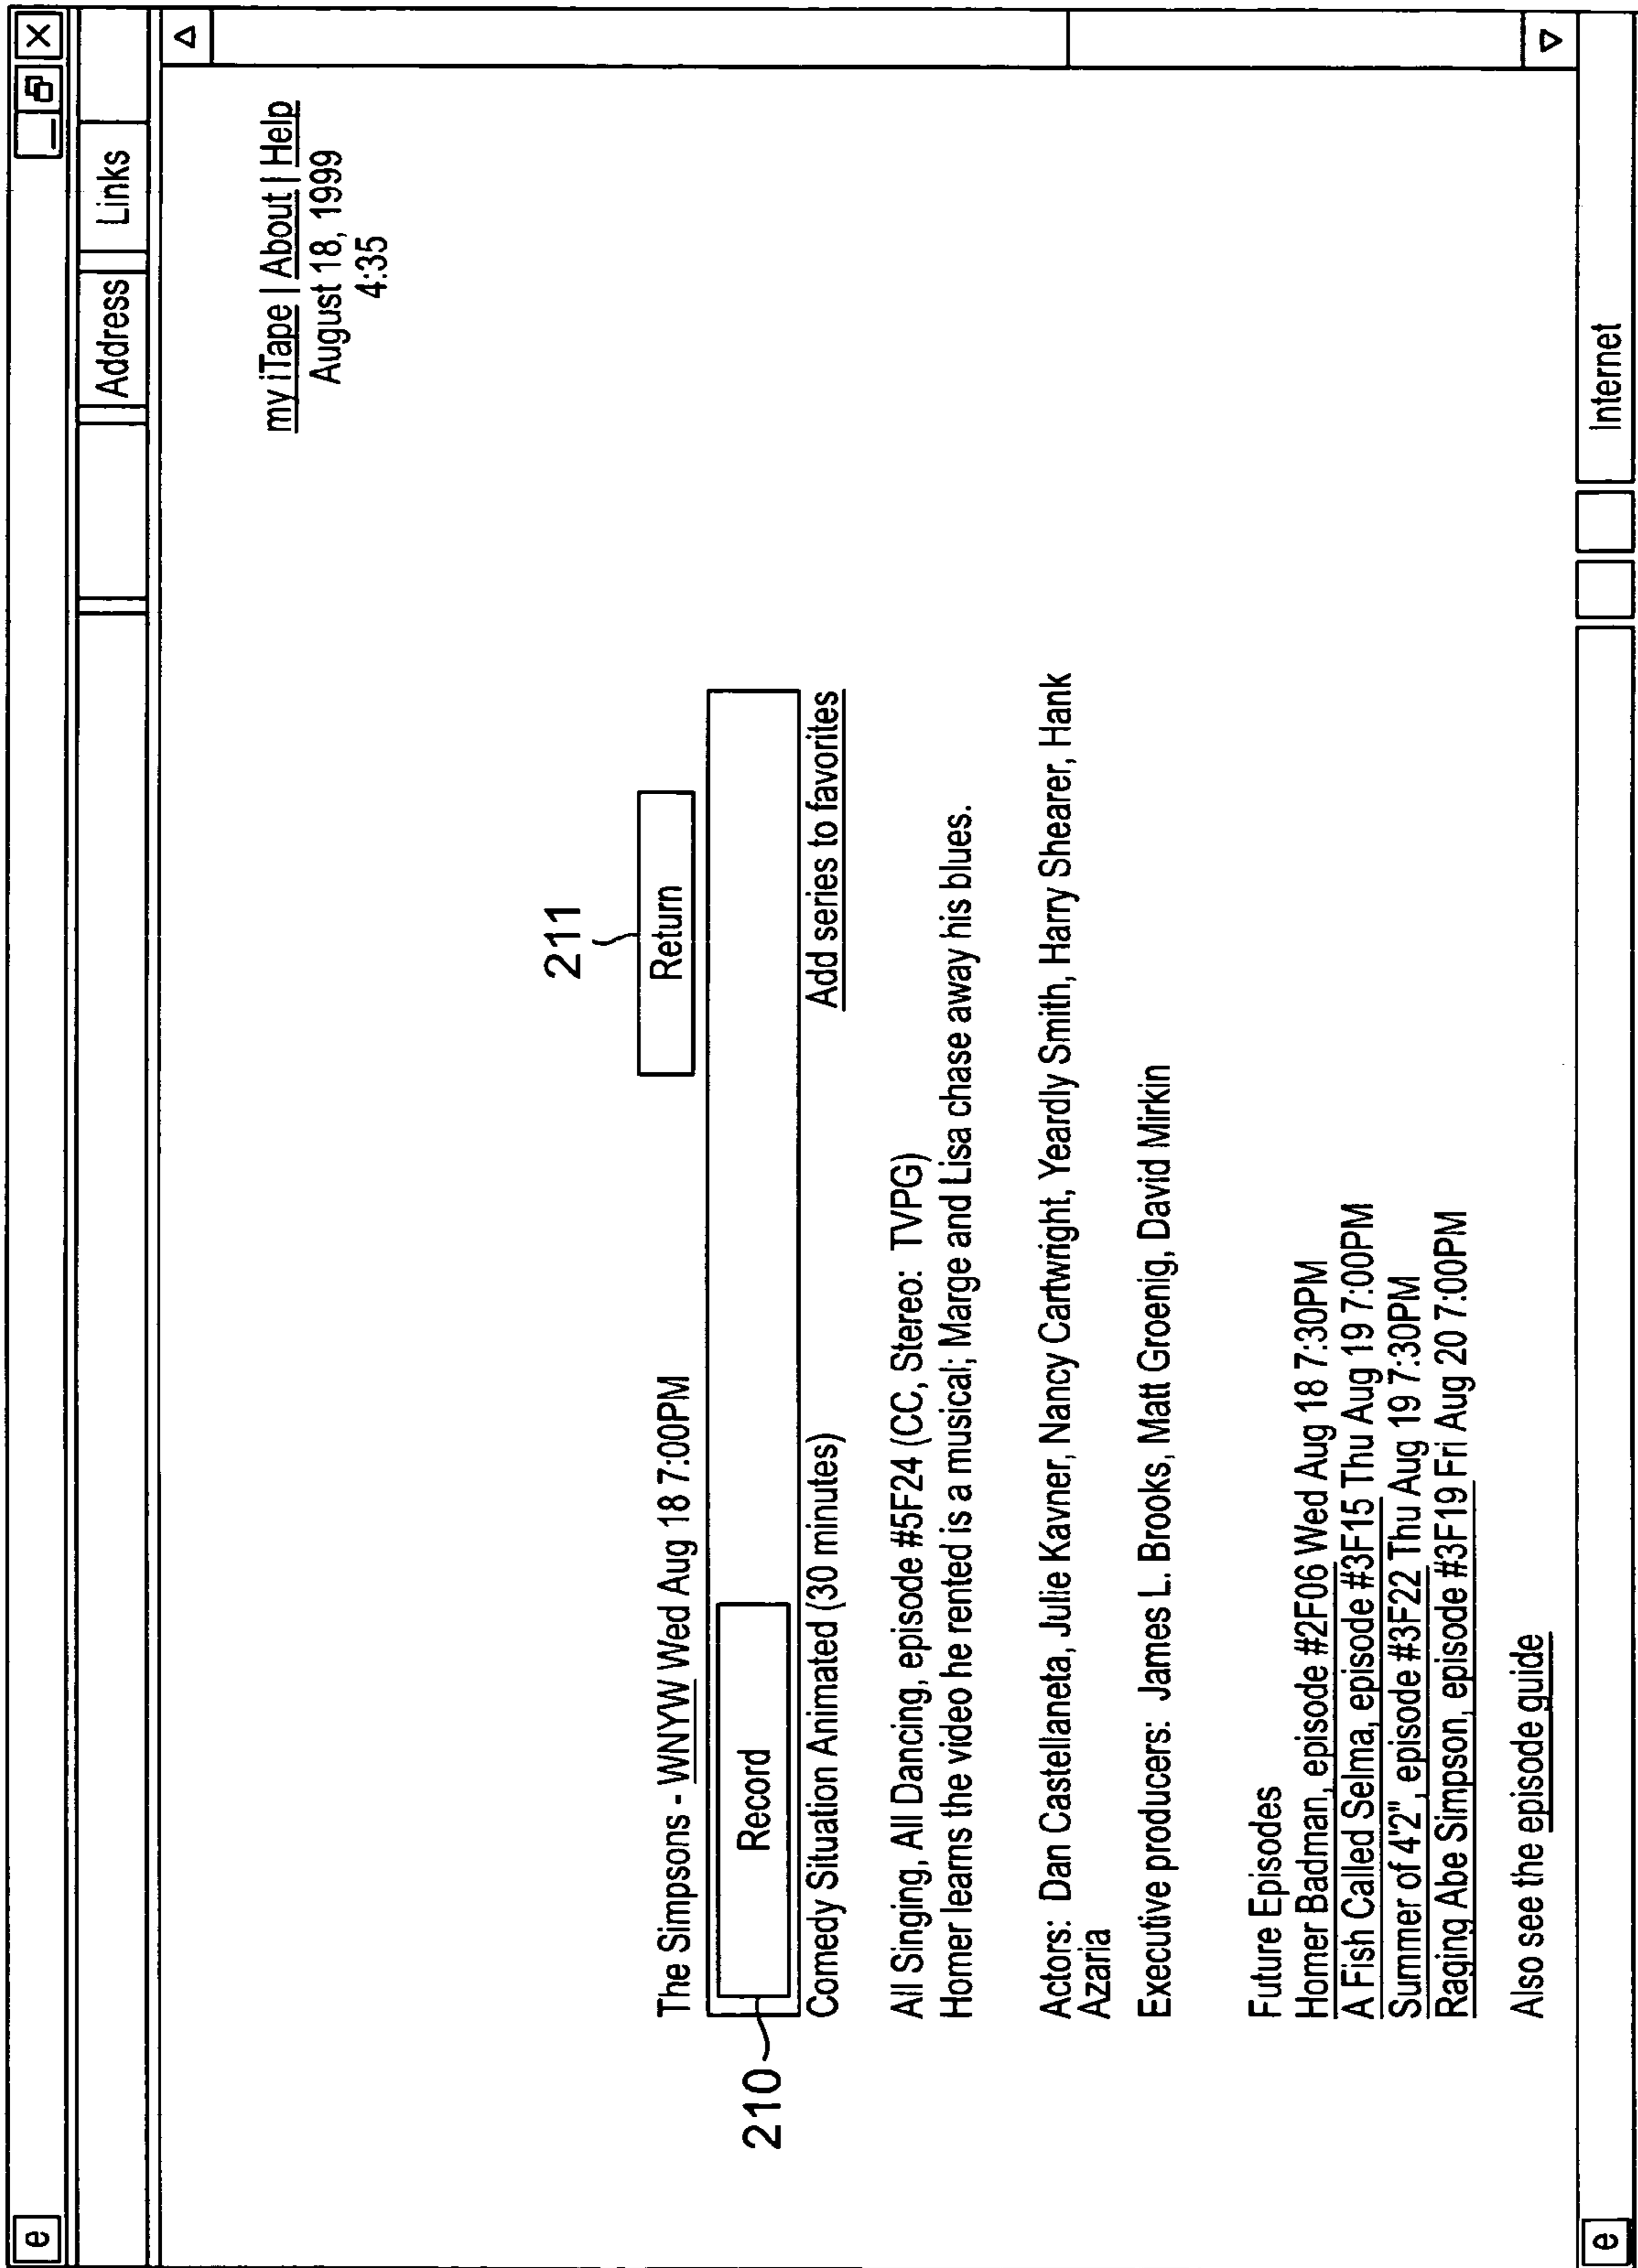 e
X
Address
Links
my iTape | About | Help
August 18, 1999
4:35
211
The Simpsons - WNYW Wed Aug 18 7:00PM
Return
210
Record
Comedy Situation Animated (30 minutes)
Add series to favorites
All Singing, All Dancing, episode #5F24 (CC, Stereo: TVPG)
Homer learns the video he rented is a musical; Marge and Lisa chase away his blues.
Actors: Dan Castellaneta, Julie Kavner, Nancy Cartwright, Yeardly Smith, Harry Shearer, Hank
Azaria
Executive producers: James L. Brooks, Matt Groenig, David Mirkin
Future Episodes
Homer Badman, episode #2F06 Wed Aug 18 7:30PM
A Fish Called Selma, episode #3F15 Thu Aug 19 7:00PM
Summer of 4'2", episode #3F22 Thu Aug 19 7:30PM
Raging Abe Simpson, episode #3F19 Fri Aug 20 7:00PM
Also see the episode guide
e
Internet